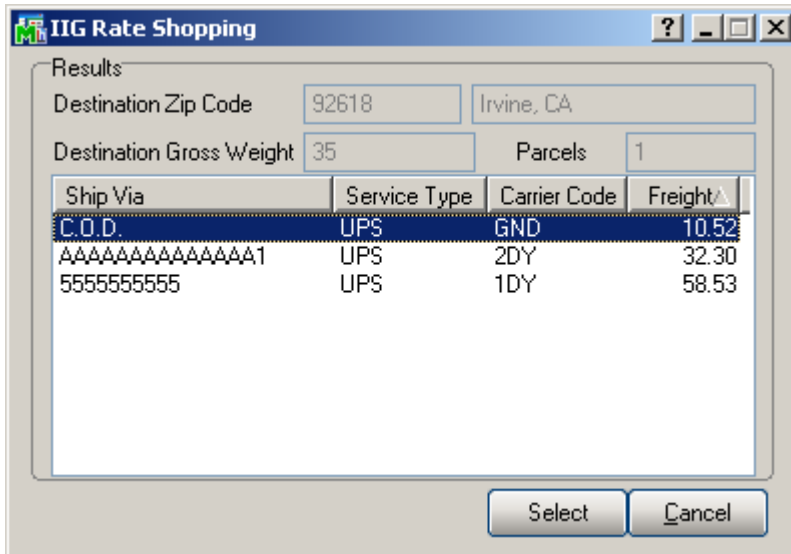 IIG Rate Shopping
Results
Destination Zip Code 92618 Irvine, CA
Destination Gross Weight 35 Parcels 1
Ship Via Service Type Carrier Code Freight
C.O.D. UPS GND 10.52
AAAAAAAAAAAAAA1 UPS 2DY 32.30
5555555555 UPS 1DY 58.53
Select Cancel